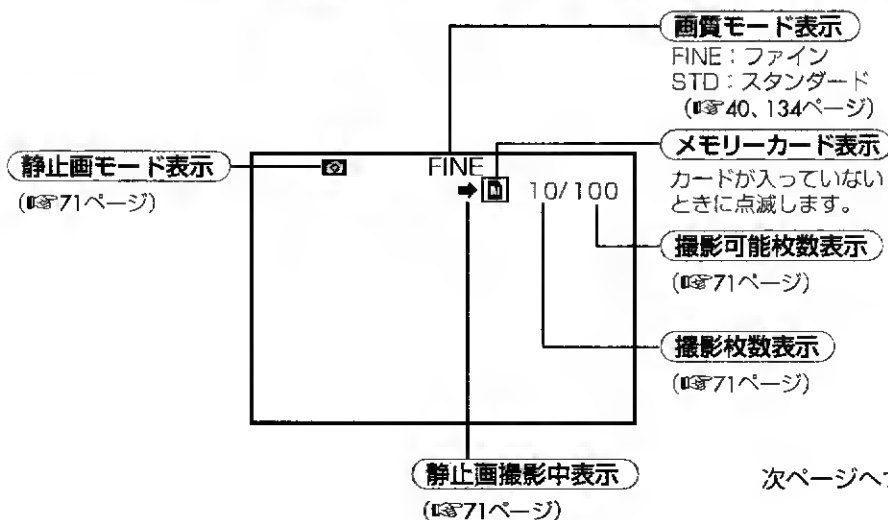 画質モード表示
FINE：ファイン
STD：スタンダード
(☞40、134ページ)
静止画モード表示
(☞71ページ)
FINE
10/100
メモリーカード表示
カードが入っていない
ときに点滅します。
撮影可能枚数表示
(☞71ページ)
撮影枚数表示
(☞71ページ)
静止画撮影中表示
(☞71ページ)
次ページへ